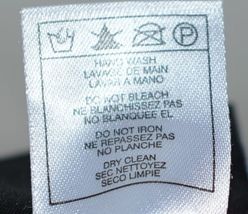 P
HAND WASH
LAVAGE DE MAIN
LAVAR A MANO
DO NOT BLEACH
NE BLANCHISSEZ PAS
NO BLANQUEE EL
DO NOT IRON
NE REPASSEZ PAS
NO PLANCHE
DRY CLEAN
SEC NETTOYEZ
SECO LIMPIE